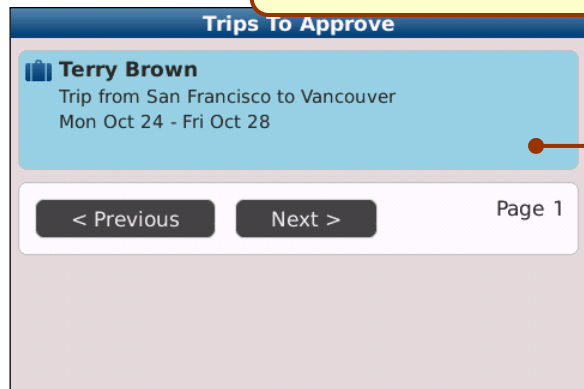 Trips To Approve
Terry Brown
Trip from San Francisco to Vancouver
Mon Oct 24 - Fri Oct 28
< Previous
Next >
Page 1